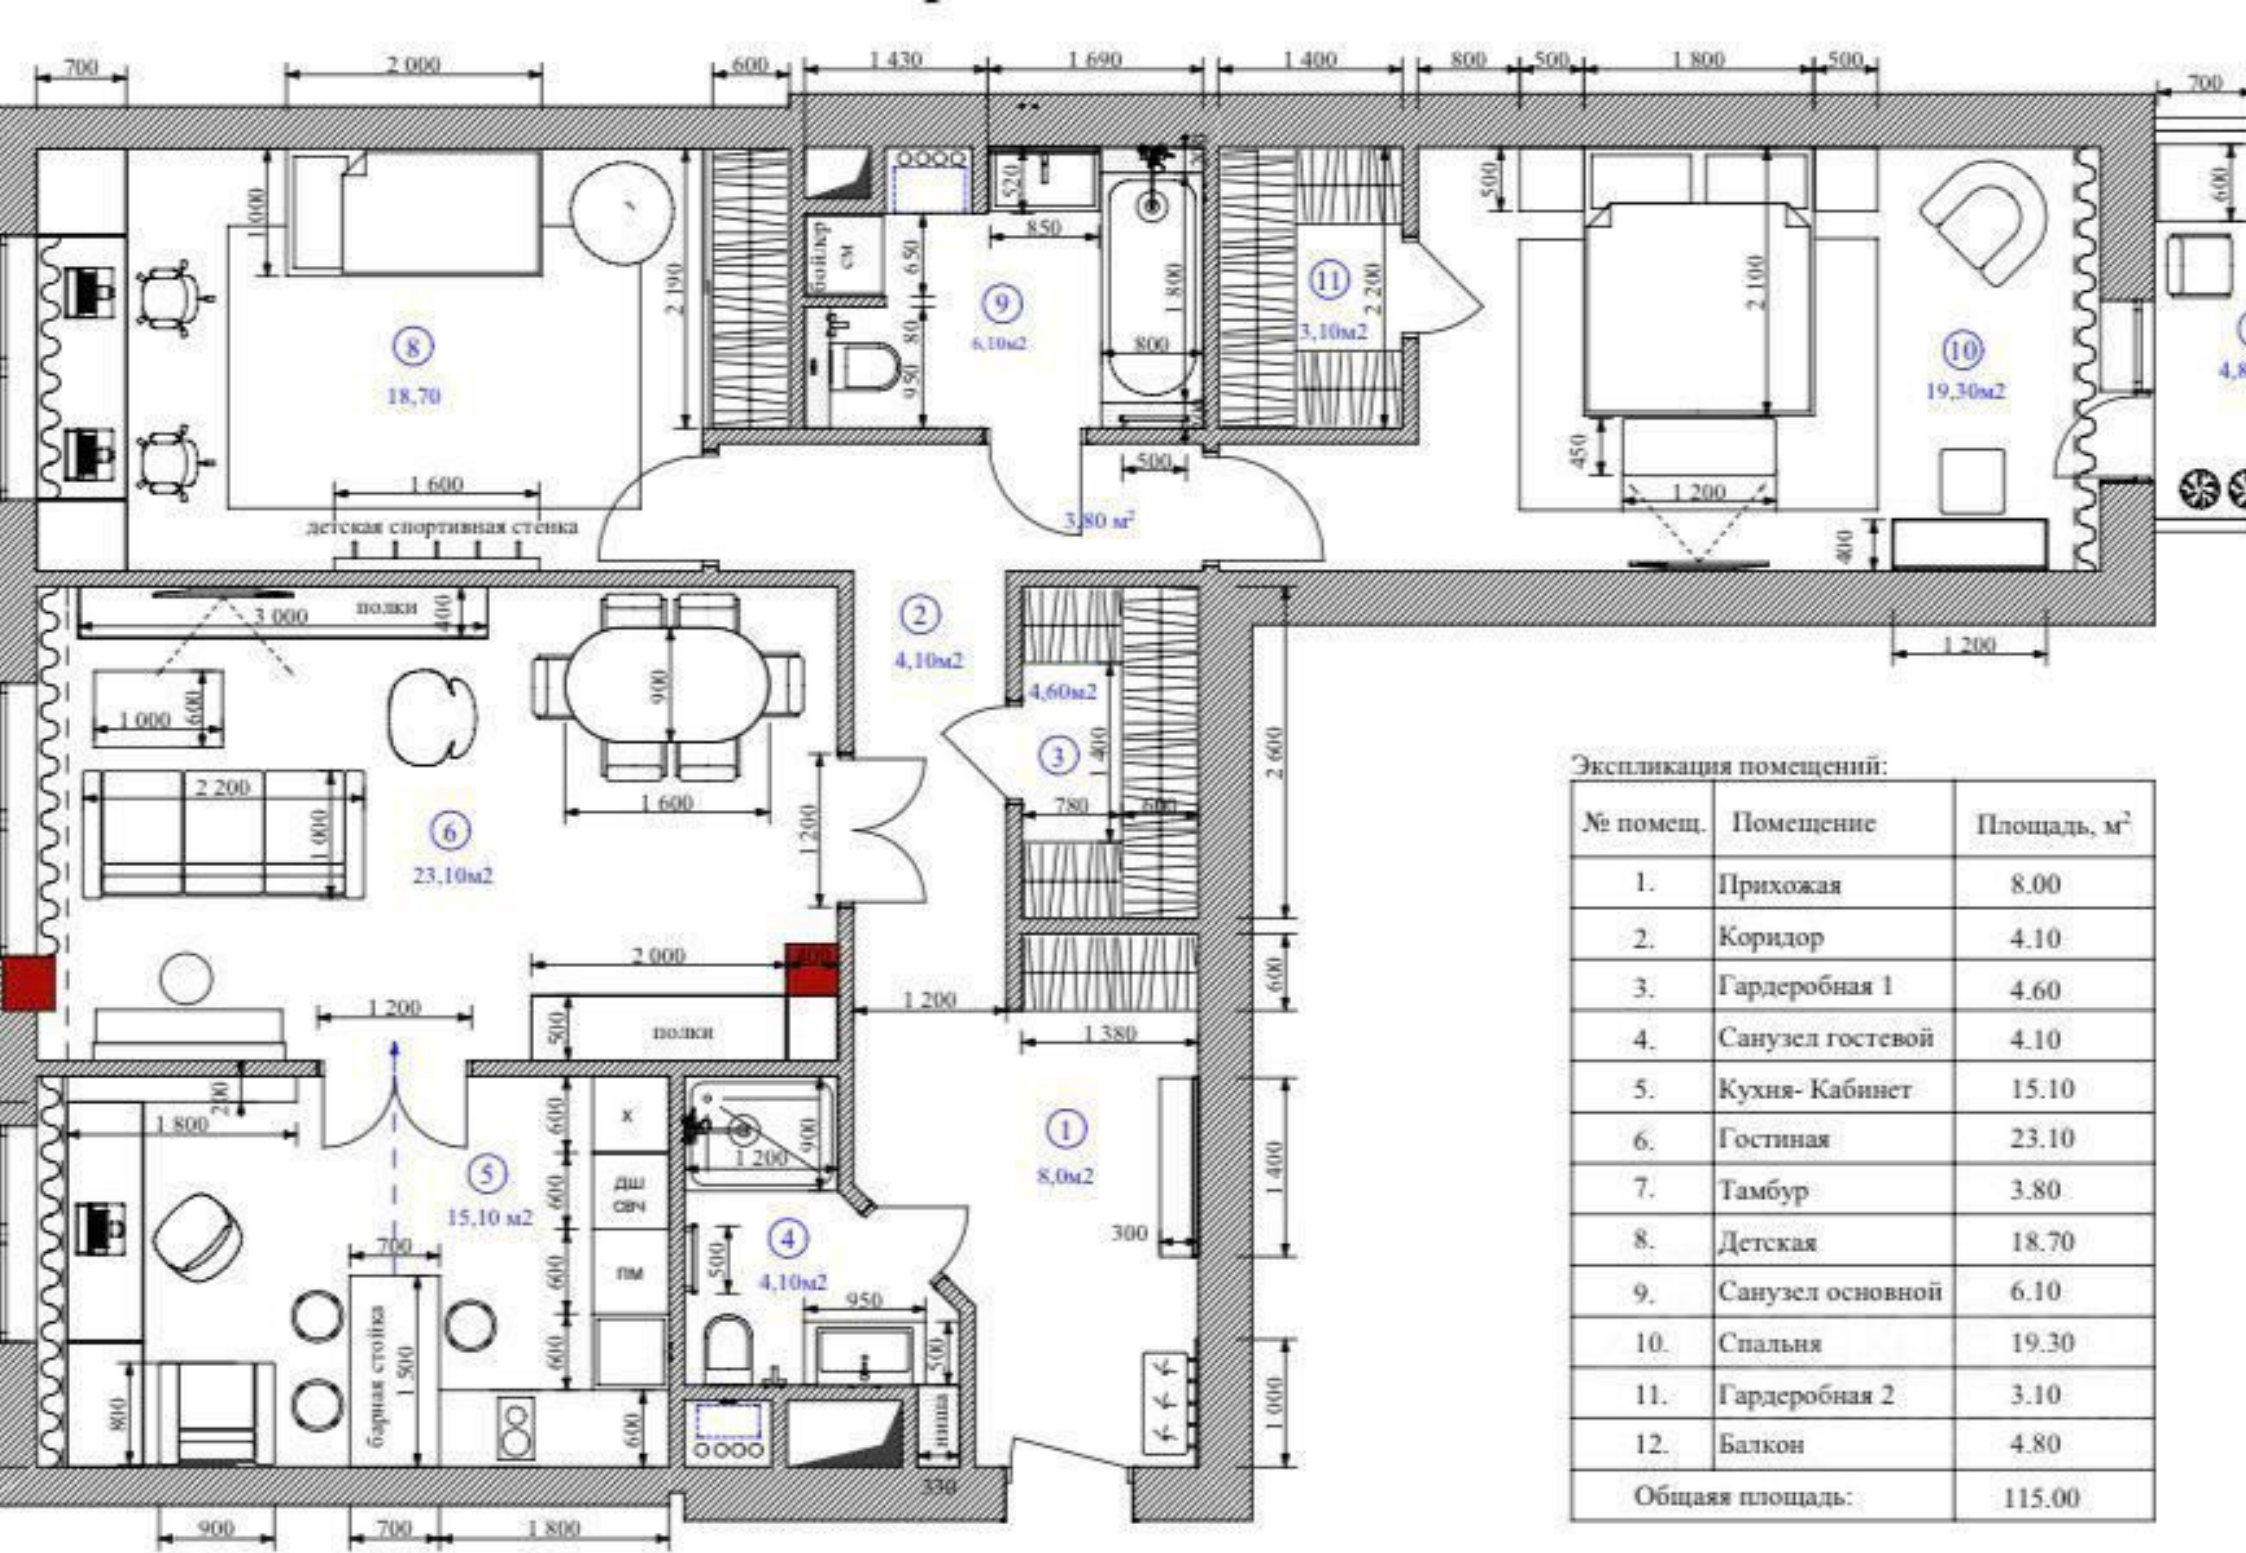 700
2 000
600
1 430
1 690
1 400
800
500
1 800
500
700
1 000
2 190
бойлер
см
650
80
950
520
850
1 800
800
9
6,10м2
11
3,10м2
2 200
500
2 100
10
19,30м2
600
8
18,70
450
1 200
400
1 200
500
3,80 м²
1 600
детская спортивная стенка
полки
3 000
400
1 000
600
2 200
1 000
900
1 600
6
23,10м2
1200
2
4,10м2
4,60м2
3
1 400
780
600
2 600
600
2 000
400
500
полки
1 200
1 200
1 380
200
1 800
600
х
600
дш
свч
600
пм
600
600
5
15,10 м2
700
барная стойка
1 500
800
900
1 200
4
4,10м2
500
950
500
ниша
330
1
8,0м2
300
1 400
1 000
900
700
1 800
Экспликация помещений:
№ помещ. Помещение Площадь, м²
1. Прихожая 8.00
2. Коридор 4.10
3. Гардеробная 1 4.60
4. Санузел гостевой 4.10
5. Кухня- Кабинет 15.10
6. Гостиная 23.10
7. Тамбур 3.80
8. Детская 18.70
9. Санузел основной 6.10
10. Спальня 19.30
11. Гардеробная 2 3.10
12. Балкон 4.80
Общаяя площадь: 115.00